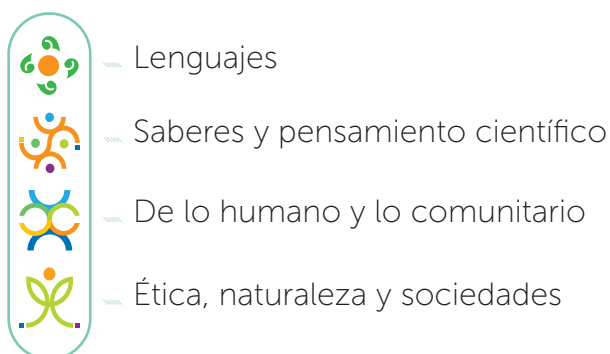 Lenguajes
Saberes y pensamiento científico
De lo humano y lo comunitario
Ética, naturaleza y sociedades